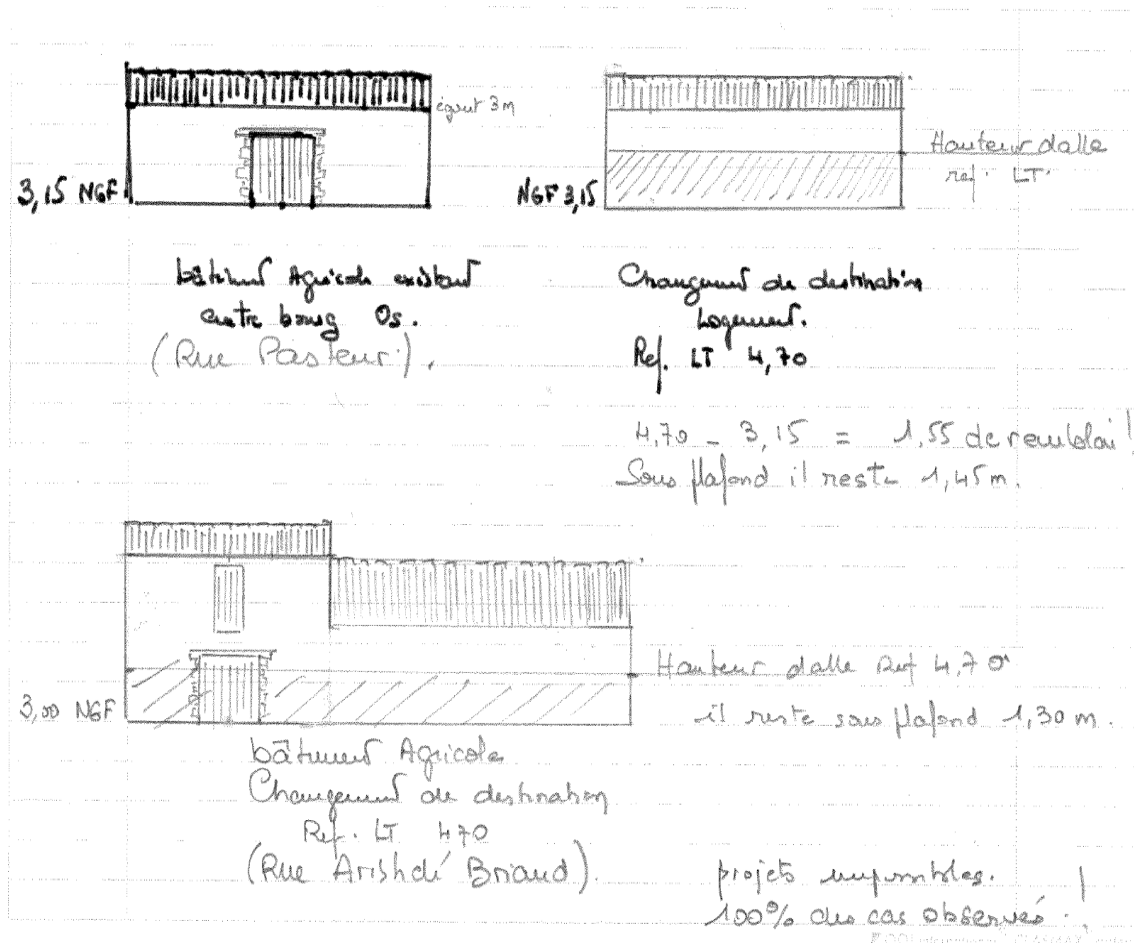 égout 3m
3,15 NGF
NGF 3,15
Hauteur dalle
ref. LT.
bâtiment Agricole existant
centre bourg Os.
(Rue Pasteur).
Changement de destination
Logement.
Ref. LT 4,70
4,70 - 3,15 = 1,55 de remblai !
Sous plafond il reste 1,45 m.
Hauteur dalle Ref 4,70
3,00 NGF
il reste sous plafond 1,30 m.
bâtiment Agricole
Changement de destination
Ref. LT 470
(Rue Aristide Briand).
projets impossibles.
100% des cas observés. !